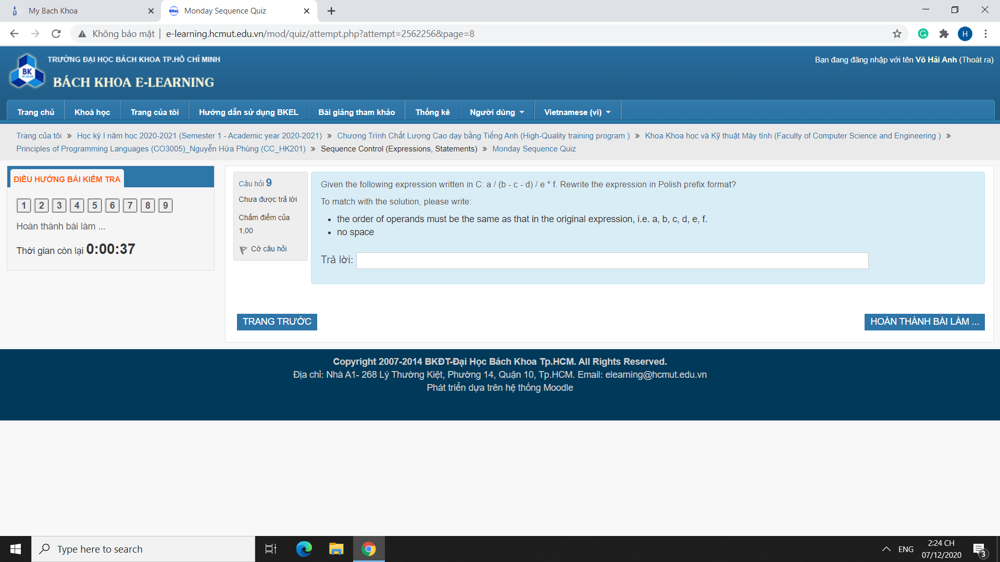 My Bach Khoa
Monday Sequence Quiz
Không bảo mật
e-learning.hcmut.edu.vn/mod/quiz/attempt.php?attempt=2562256&page=8
H
TRƯỜNG ĐẠI HỌC BÁCH KHOA TP.HỒ CHÍ MINH
BK
TP.HCM
BÁCH KHOA E-LEARNING
Bạn đang đăng nhập với tên Võ Hải Anh (Thoát ra)
Trang chủ
Khoá học
Trang của tôi
Hướng dẫn sử dụng BKEL
Bài giảng tham khảo
Thống kê
Người dùng
Vietnamese (vi)
Trang của tôi » Học kỳ I năm học 2020-2021 (Semester 1 - Academic year 2020-2021) » Chương Trình Chất Lượng Cao dạy bằng Tiếng Anh (High-Quality training program ) » Khoa Khoa học và Kỹ thuật Máy tính (Faculty of Computer Science and Engineering ) »
Principles of Programming Languages (CO3005)_Nguyễn Hứa Phùng (CC_HK201) » Sequence Control (Expressions, Statements) » Monday Sequence Quiz
ĐIỀU HƯỚNG BÀI KIỂM TRA
1 2 3 4 5 6 7 8 9
Hoàn thành bài làm ...
Thời gian còn lại 0:00:37
Câu hỏi 9
Chưa được trả lời
Chấm điểm của
1,00
Cờ câu hỏi
Given the following expression written in C: a / (b - c - d) / e * f. Rewrite the expression in Polish prefix format?
To match with the solution, please write:
• the order of operands must be the same as that in the original expression, i.e. a, b, c, d, e, f.
• no space
Trả lời:
TRANG TRƯỚC
HOÀN THÀNH BÀI LÀM ...
Copyright 2007-2014 BKĐT-Đại Học Bách Khoa Tp.HCM. All Rights Reserved.
Địa chỉ: Nhà A1- 268 Lý Thường Kiệt, Phường 14, Quận 10, Tp.HCM. Email: elearning@hcmut.edu.vn
Phát triển dựa trên hệ thống Moodle
Type here to search
ENG
2:24 CH
07/12/2020
3